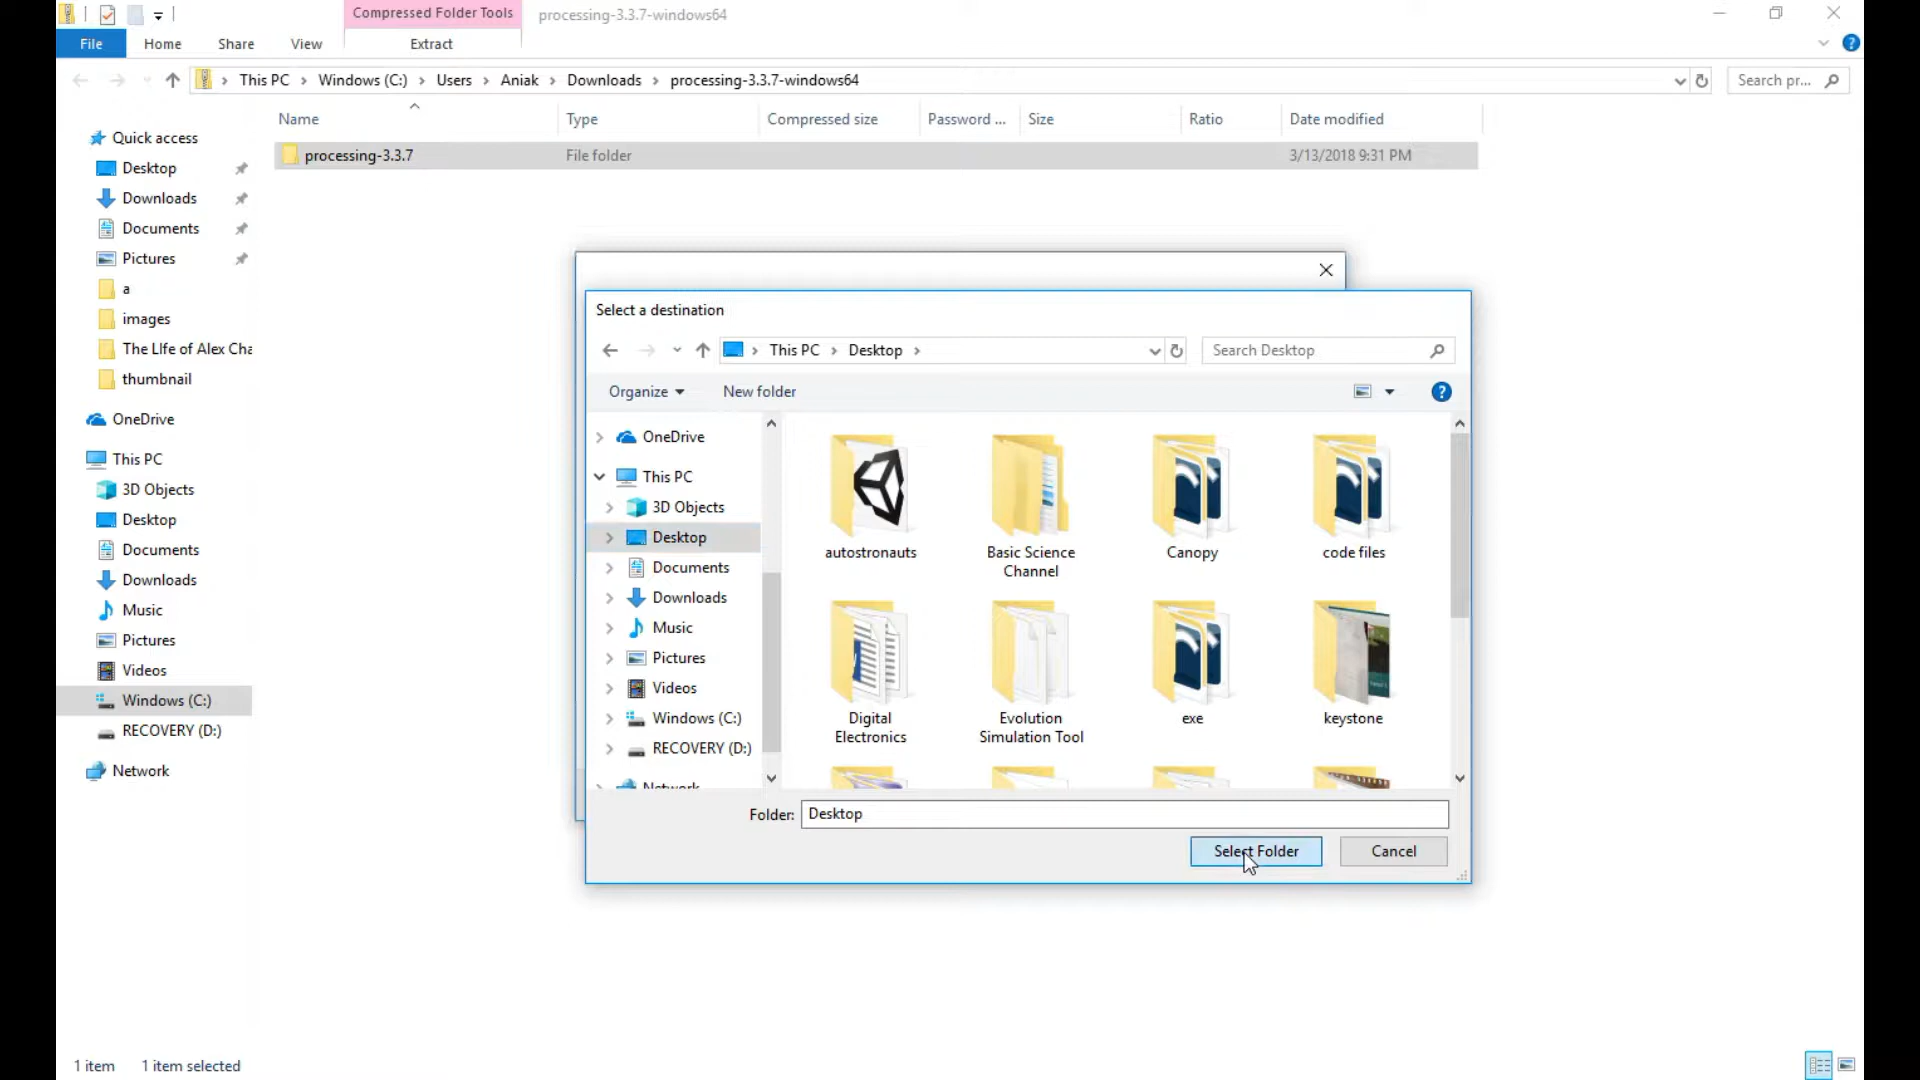 Compressed Folder Tools
processing-3.3.7-windows64
File
Home
Share
View
Extract
This PC
Windows (C:)
Users
Aniak
Downloads
processing-3.3.7-windows64
Search pr...
Name
Type
Compressed size
Password ...
Size
Ratio
Date modified
processing-3.3.7
File folder
3/13/2018 9:31 PM
Quick access
Desktop
Downloads
Documents
Pictures
a
images
The LIfe of Alex Cha
thumbnail
OneDrive
This PC
3D Objects
Desktop
Documents
Downloads
Music
Pictures
Videos
Windows (C:)
RECOVERY (D:)
Network
Select a destination
This PC
Desktop
Search Desktop
Organize
New folder
OneDrive
This PC
3D Objects
Desktop
Documents
Downloads
Music
Pictures
Videos
Windows (C:)
RECOVERY (D:)
Network
autostronauts
Basic Science
Channel
Canopy
code files
Digital
Electronics
Evolution
Simulation Tool
exe
keystone
Folder:
Desktop
Select Folder
Cancel
1 item
1 item selected